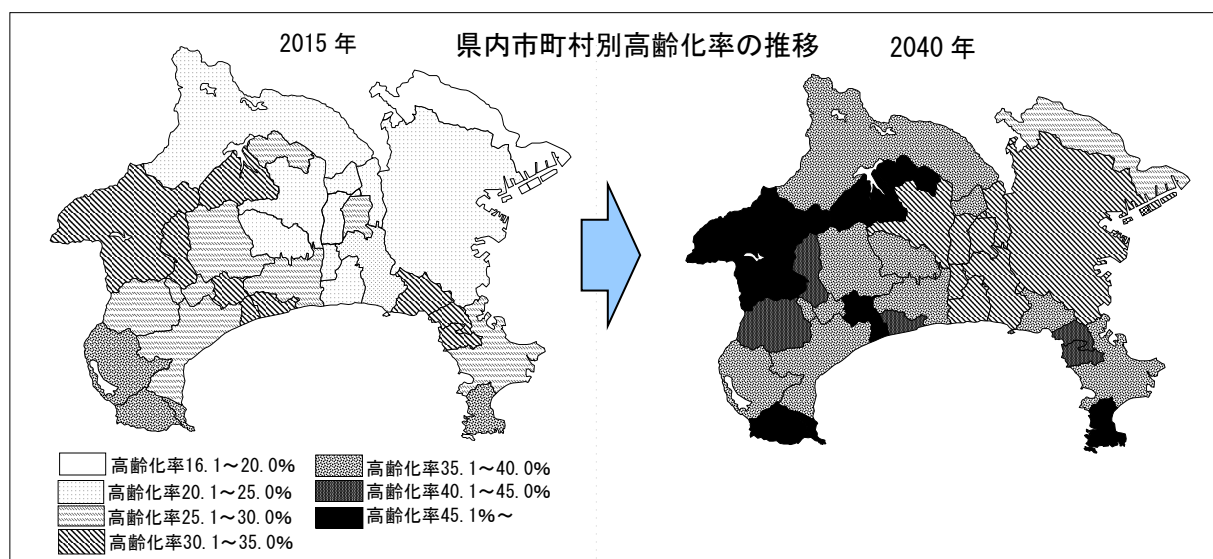 県内市町村別高齢化率の推移
2015 年
2040 年
高齢化率16.1～20.0%
高齢化率20.1～25.0%
高齢化率25.1～30.0%
高齢化率30.1～35.0%
高齢化率35.1～40.0%
高齢化率40.1～45.0%
高齢化率45.1%～